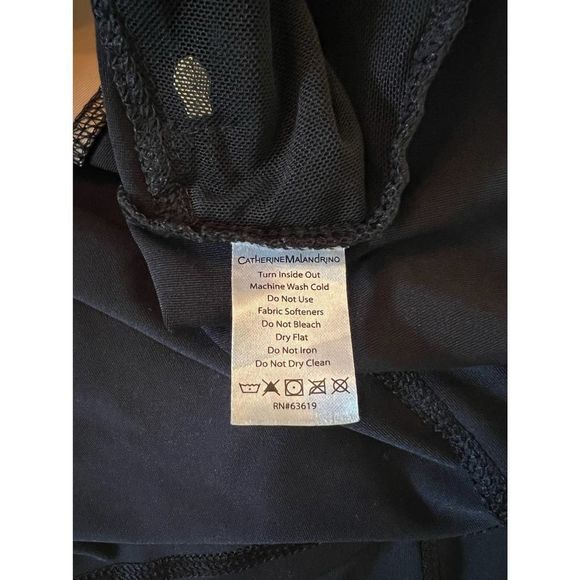 CATHERINEMALANDRINO
Turn Inside Out
Machine Wash Cold
Do Not Use
Fabric Softeners
Do Not Bleach
Dry Flat
Do Not Iron
Do Not Dry Clean
RN#63619